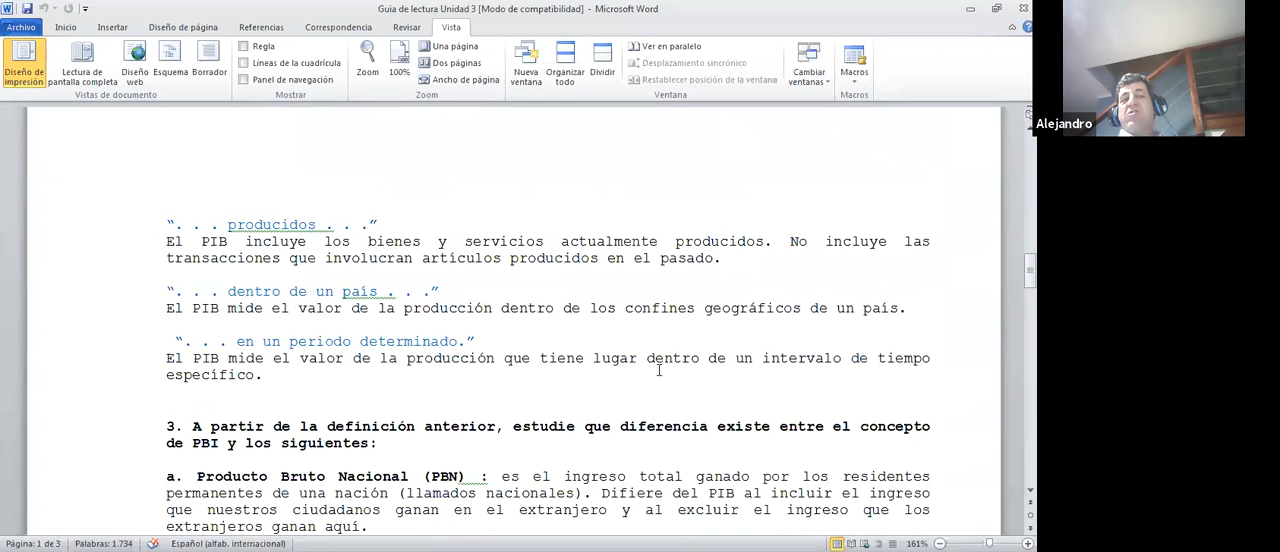 Guia de lectura Unidad 3 [Modo de compatibilidad] - Microsoft Word
Archivo Inicio Insertar Diseño de página Referencias Correspondencia Revisar Vista
Diseño de impresión
Lectura de pantalla completa
Diseño web
Esquema
Borrador
Vistas de documento
Regla
Líneas de la cuadrícula
Panel de navegación
Mostrar
Zoom
100%
Una página
Dos páginas
Ancho de página
Zoom
Nueva ventana
Organizar todo
Dividir
Ver en paralelo
Desplazamiento sincrónico
Restablecer posición de la ventana
Ventana
Cambiar ventanas
Macros
Macros
Alejandro
“. . . producidos . . .”
El PIB incluye los bienes y servicios actualmente producidos. No incluye las
transacciones que involucran artículos producidos en el pasado.
“. . . dentro de un país . . .”
El PIB mide el valor de la producción dentro de los confines geográficos de un país.
“. . . en un periodo determinado.”
El PIB mide el valor de la producción que tiene lugar dentro de un intervalo de tiempo
específico.
3. A partir de la definición anterior, estudie que diferencia existe entre el concepto
de PBI y los siguientes:
a. Producto Bruto Nacional (PBN) : es el ingreso total ganado por los residentes
permanentes de una nación (llamados nacionales). Difiere del PIB al incluir el ingreso
que nuestros ciudadanos ganan en el extranjero y al excluir el ingreso que los
extranjeros ganan aquí.
Página: 1 de 3 Palabras: 1.734 Español (alfab. internacional) 161%